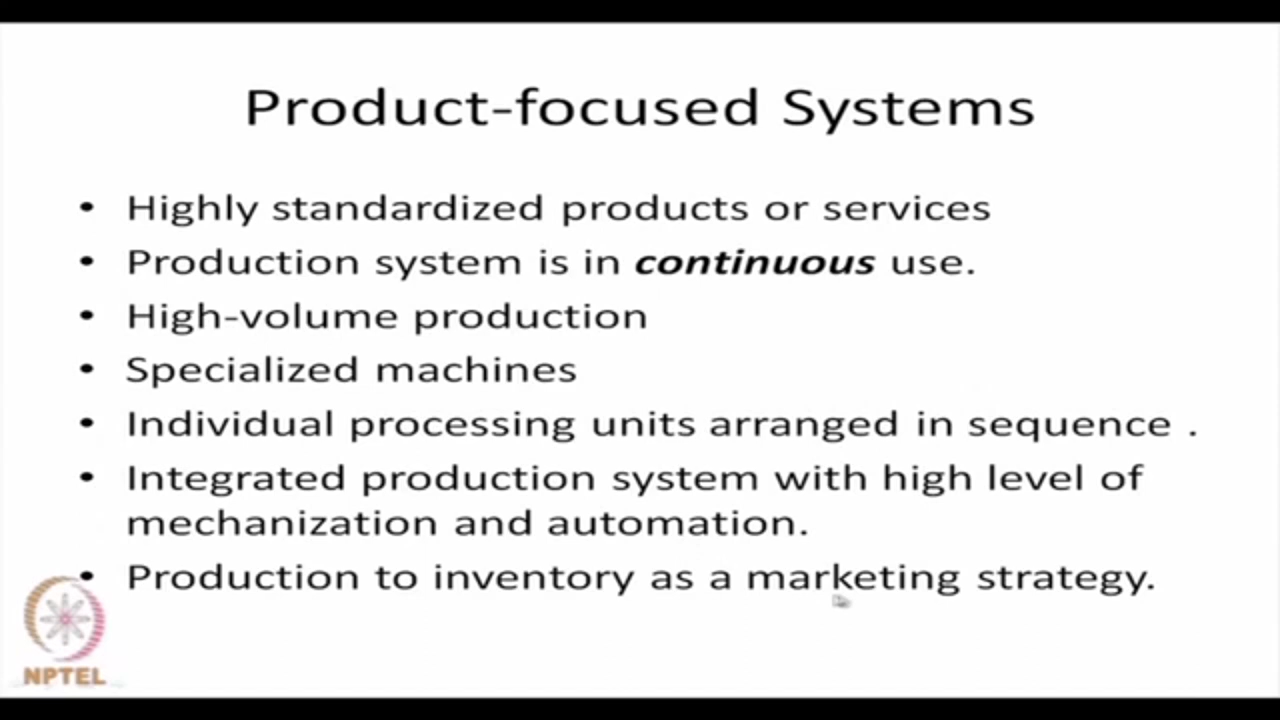 Product-focused Systems
• Highly standardized products or services
• Production system is in continuous use.
• High-volume production
• Specialized machines
• Individual processing units arranged in sequence .
• Integrated production system with high level of
mechanization and automation.
• Production to inventory as a marketing strategy.
NPTEL